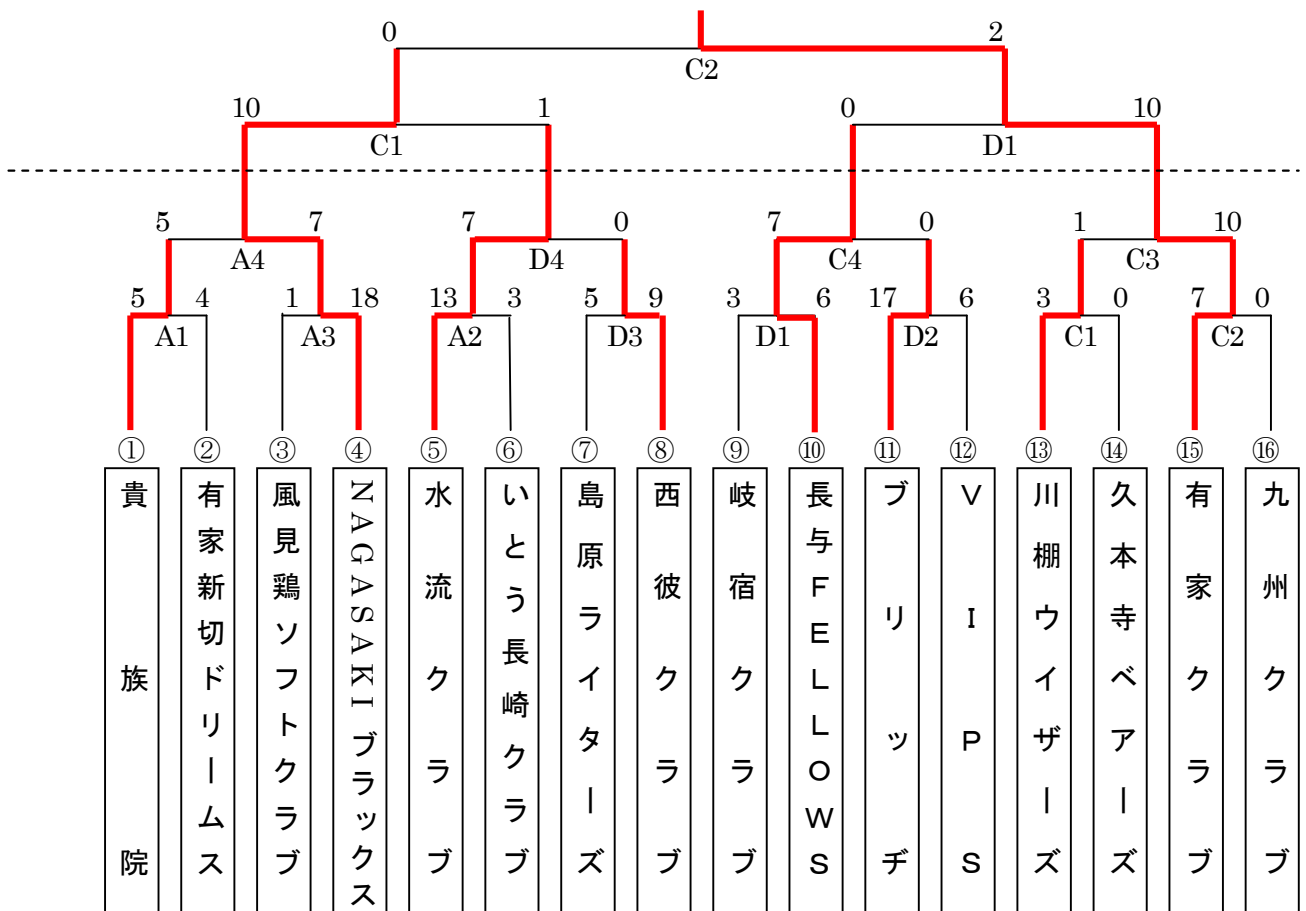 0 2
C2
10 1 0 10
C1 D1
5 7 7 0 7 0 1 10
A4 D4 C4 C3
5 4 1 18 13 3 5 9 3 6 17 6 3 0 7 0
A1 A3 A2 D3 D1 D2 C1 C2
① ② ③ ④ ⑤ ⑥ ⑦ ⑧ ⑨ ⑩ ⑪ ⑫ ⑬ ⑭ ⑮ ⑯
貴族院
有家新切ドリームス
風見鶏ソフトクラブ
NAGASAKIブラックス
水流クラブ
いとう長崎クラブ
島原ライターズ
西彼クラブ
岐宿クラブ
長与FELLOWS
ブリッヂ
VIPS
川棚ウイザーズ
久本寺ベアーズ
有家クラブ
九州クラブ